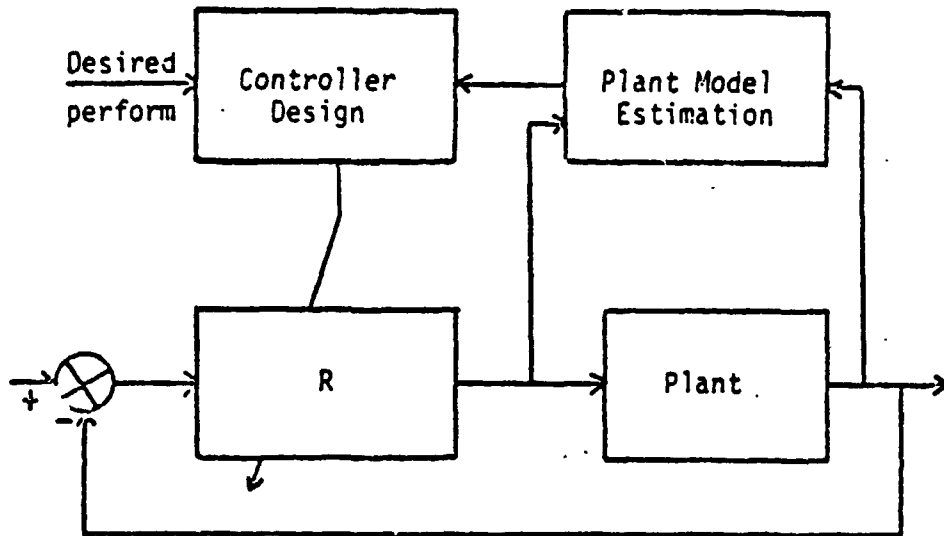 Desired
perform
Controller
Design
Plant Model
Estimation
R
Plant
+
-